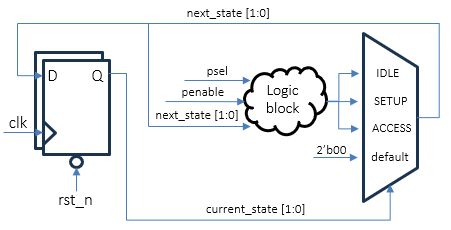 next_state [1:0]
D
Q
psel
IDLE
penable
Logic
block
SETUP
clk
next_state [1:0]
ACCESS
2'b00
default
rst_n
current_state [1:0]